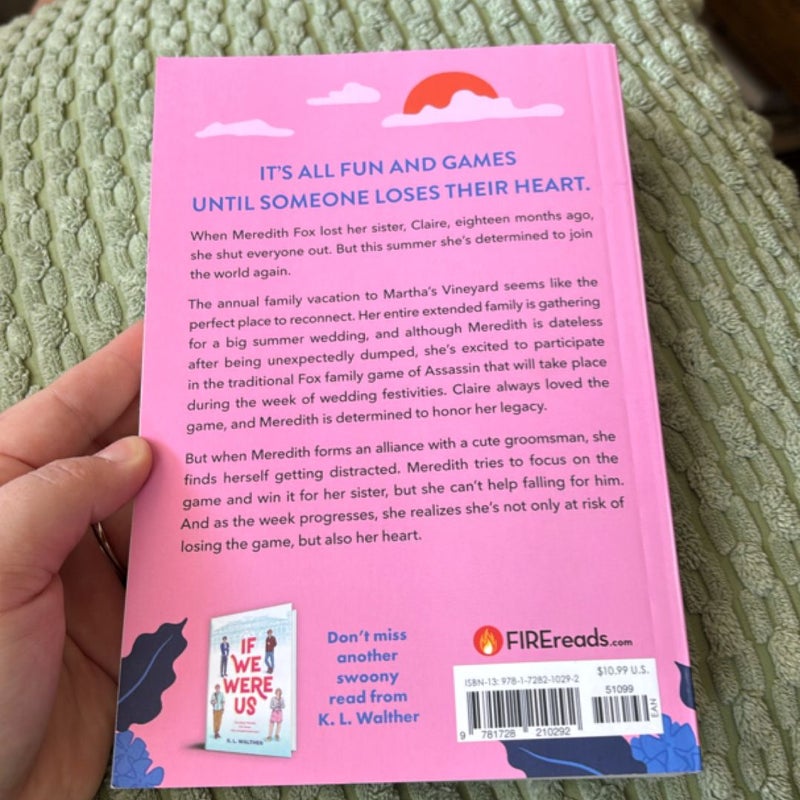 IT'S ALL FUN AND GAMES
UNTIL SOMEONE LOSES THEIR HEART.
When Meredith Fox lost her sister, Claire, eighteen months ago,
she shut everyone out. But this summer she's determined to join
the world again.
The annual family vacation to Martha's Vineyard seems like the
perfect place to reconnect. Her entire extended family is gathering
for a big summer wedding, and although Meredith is dateless
after being unexpectedly dumped, she's excited to participate
in the traditional Fox family game of Assassin that will take place
during the week of wedding festivities. Claire always loved the
game, and Meredith is determined to honor her legacy.
But when Meredith forms an alliance with a cute groomsman, she
finds herself getting distracted. Meredith tries to focus on the
game and win it for her sister, but she can't help falling for him.
And as the week progresses, she realizes she's not only at risk of
losing the game, but also her heart.
IF
WE
WERE
US
K. L. WALTHER
Don't miss
another
swoony
read from
K. L. Walther
FIREreads.com
ISBN-13: 978-1-7282-1029-2
$10.99 U.S.
51099
EAN
9 781728 210292